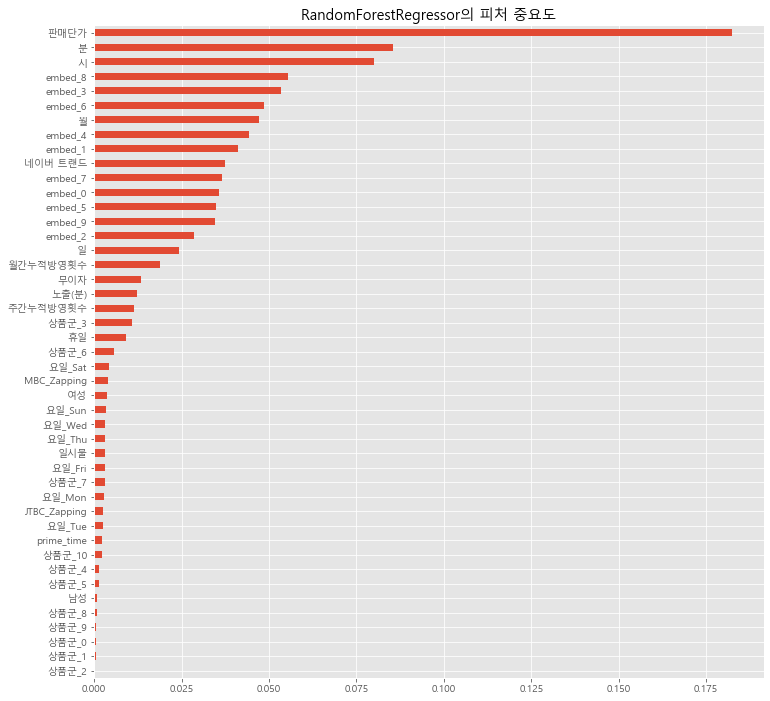 RandomForestRegressor의 피처 중요도
판매단가
분
시
embed_8
embed_3
embed_6
월
embed_4
embed_1
네이버 트랜드
embed_7
embed_0
embed_5
embed_9
embed_2
일
월간누적방영횟수
무이자
노출(분)
주간누적방영횟수
상품군_3
휴일
상품군_6
요일_Sat
MBC_Zapping
여성
요일_Sun
요일_Wed
요일_Thu
일시불
요일_Fri
상품군_7
요일_Mon
JTBC_Zapping
요일_Tue
prime_time
상품군_10
상품군_4
상품군_5
남성
상품군_8
상품군_9
상품군_0
상품군_1
상품군_2
0.000 0.025 0.050 0.075 0.100 0.125 0.150 0.175